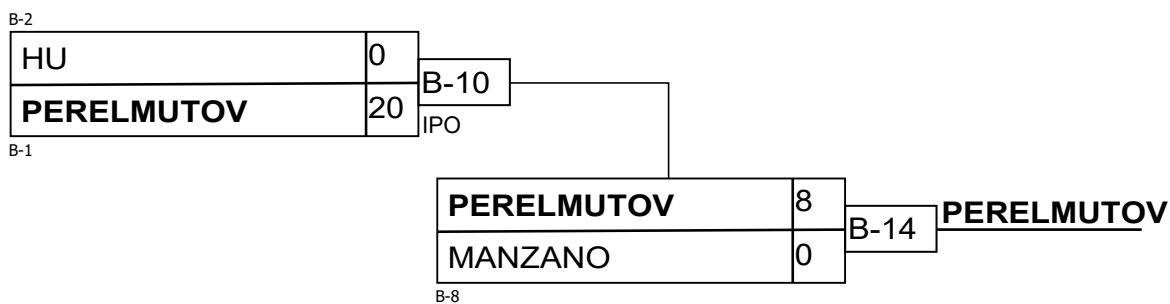 B-2
HU 0
B-10
PERELMUTOV 20
IPO
B-1
PERELMUTOV 8
B-14
PERELMUTOV
MANZANO 0
B-8